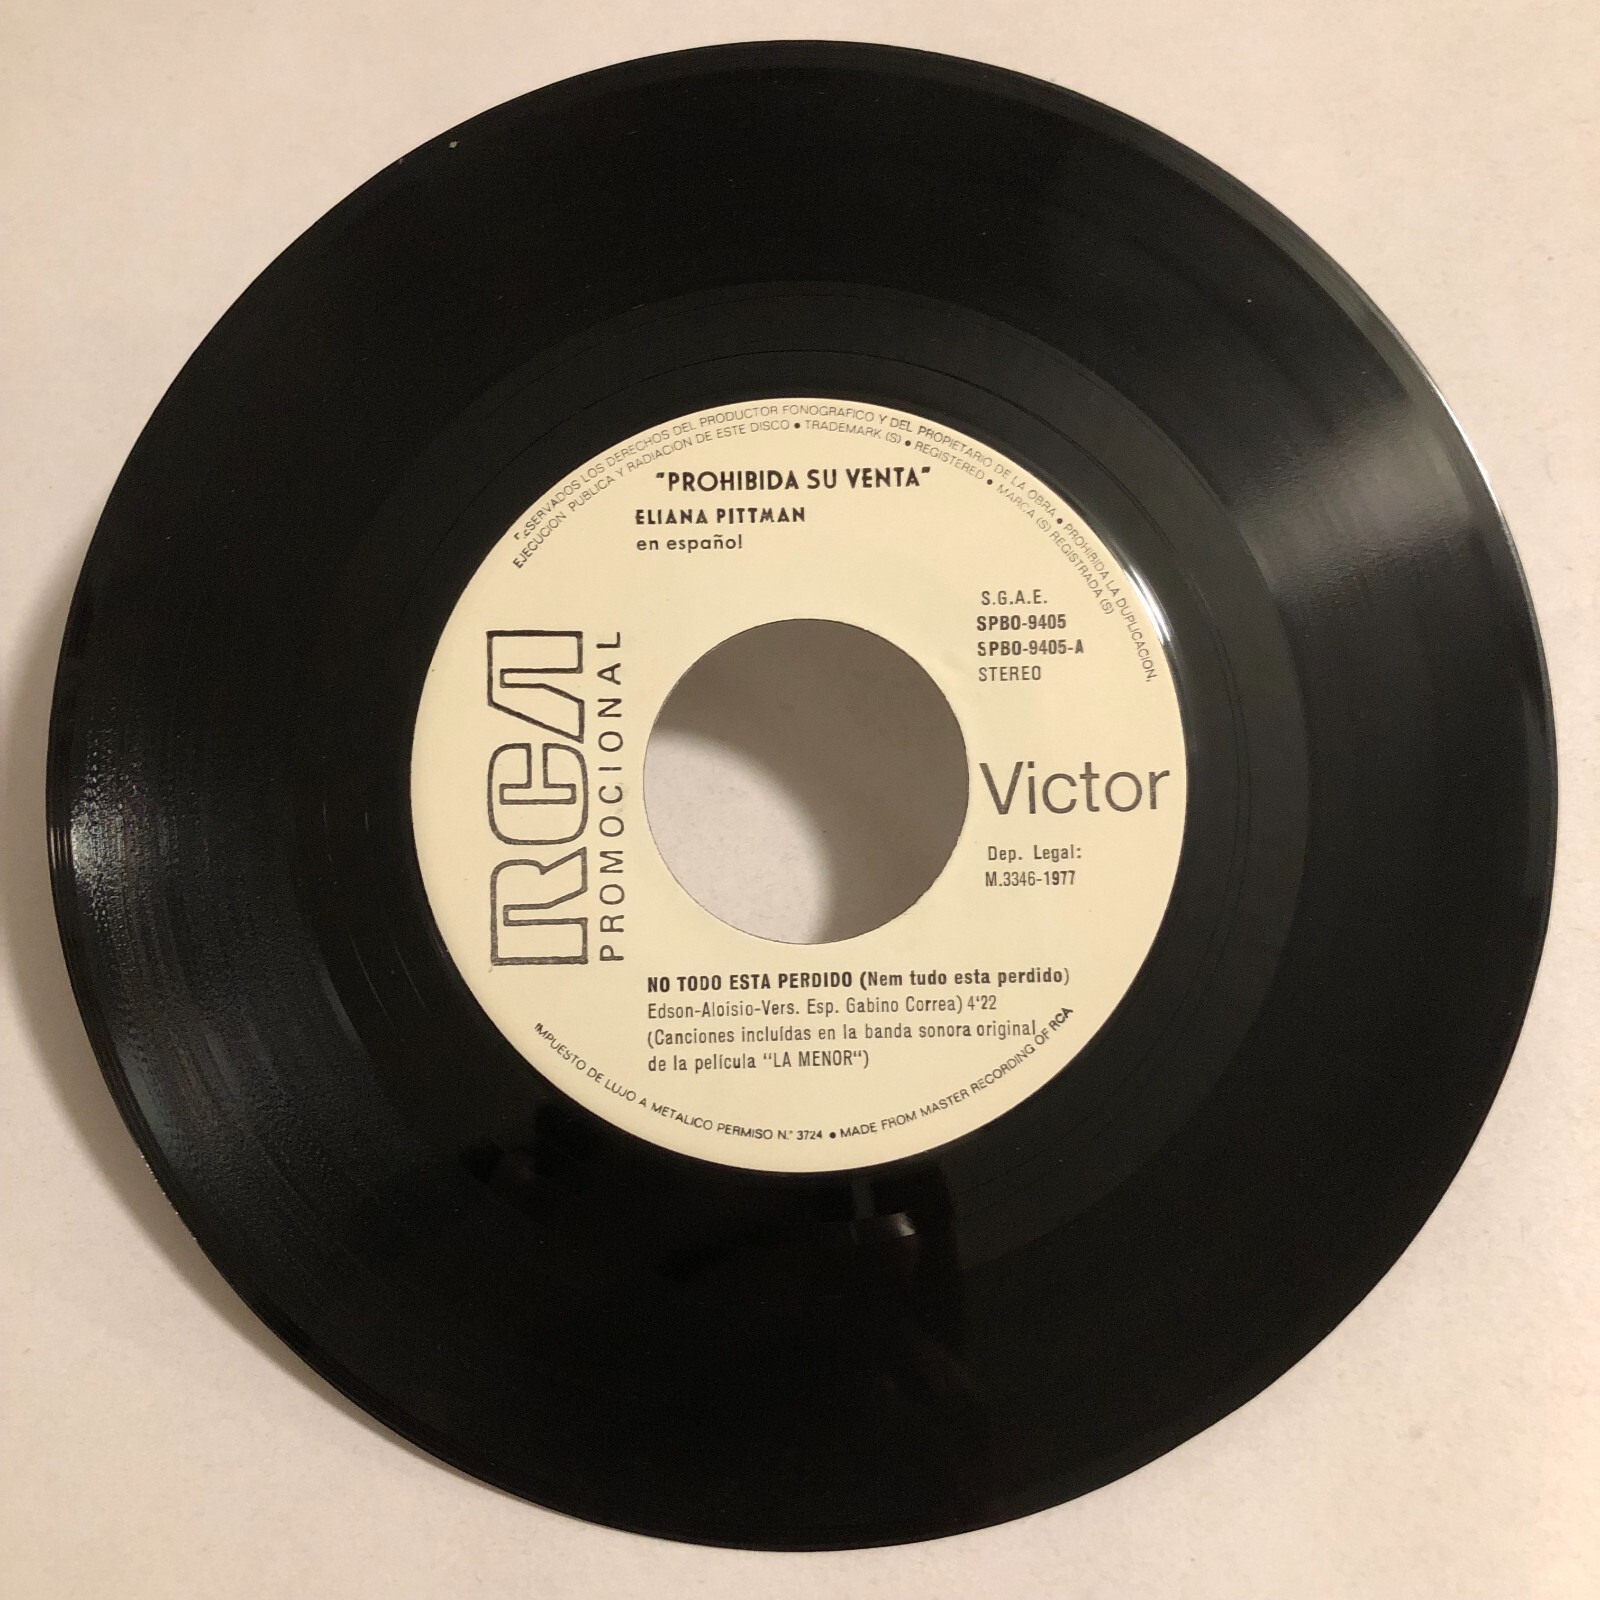 RESERVADOS LOS DERECHOS DEL PRODUCTOR FONOGRAFICO Y DEL PROPIETARIO DE LA OBRA • PROHIBIDA LA DUPLICACION,
EJECUCION PUBLICA Y RADIACION DE ESTE DISCO • TRADEMARK (S) • REGISTERED • MARCA (S) REGISTRADA (S)
"PROHIBIDA SU VENTA"
ELIANA PITTMAN
en español
S.G.A.E.
SPBO-9405
SPBO-9405-A
STEREO
RCA
PROMOCIONAL
Victor
Dep. Legal:
M.3346-1977
NO TODO ESTA PERDIDO (Nem tudo esta perdido)
Edson-Aloisio-Vers. Esp. Gabino Correa) 4'22
(Canciones incluídas en la banda sonora original
de la película "LA MENOR")
IMPUESTO DE LUJO A METALICO PERMISO N.° 3724 • MADE FROM MASTER RECORDING OF RCA